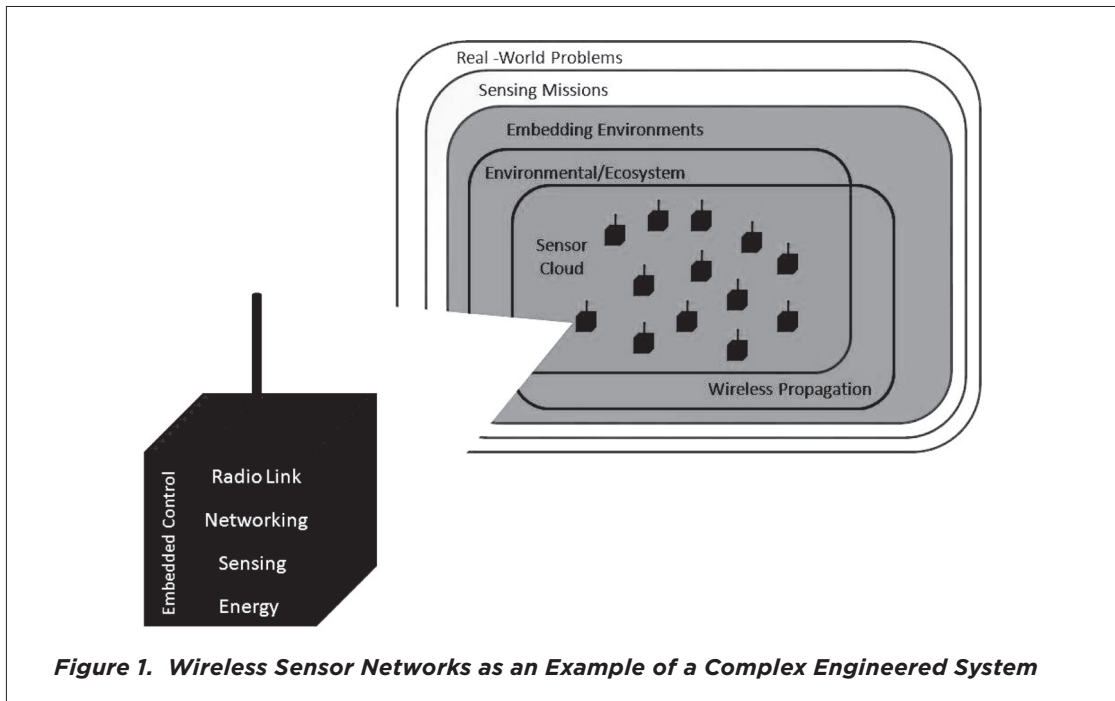 Real -World Problems
Sensing Missions
Embedding Environments
Environmental/Ecosystem
Sensor
Cloud
Wireless Propagation
Embedded Control
Radio Link
Networking
Sensing
Energy
Figure 1. Wireless Sensor Networks as an Example of a Complex Engineered System